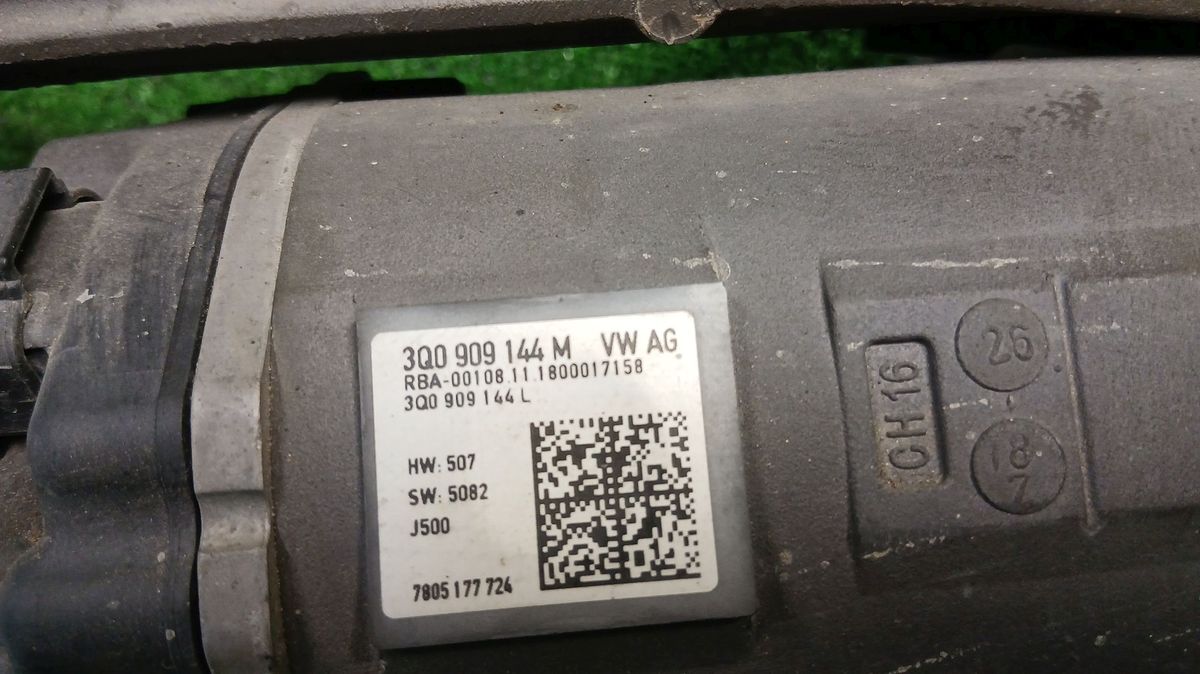 3Q0 909 144 M VW AG
RBA-00108.11.1800017158
3Q0 909 144 L
HW: 507
SW: 5082
J500
7805 177 724
CH 16
26
18
7